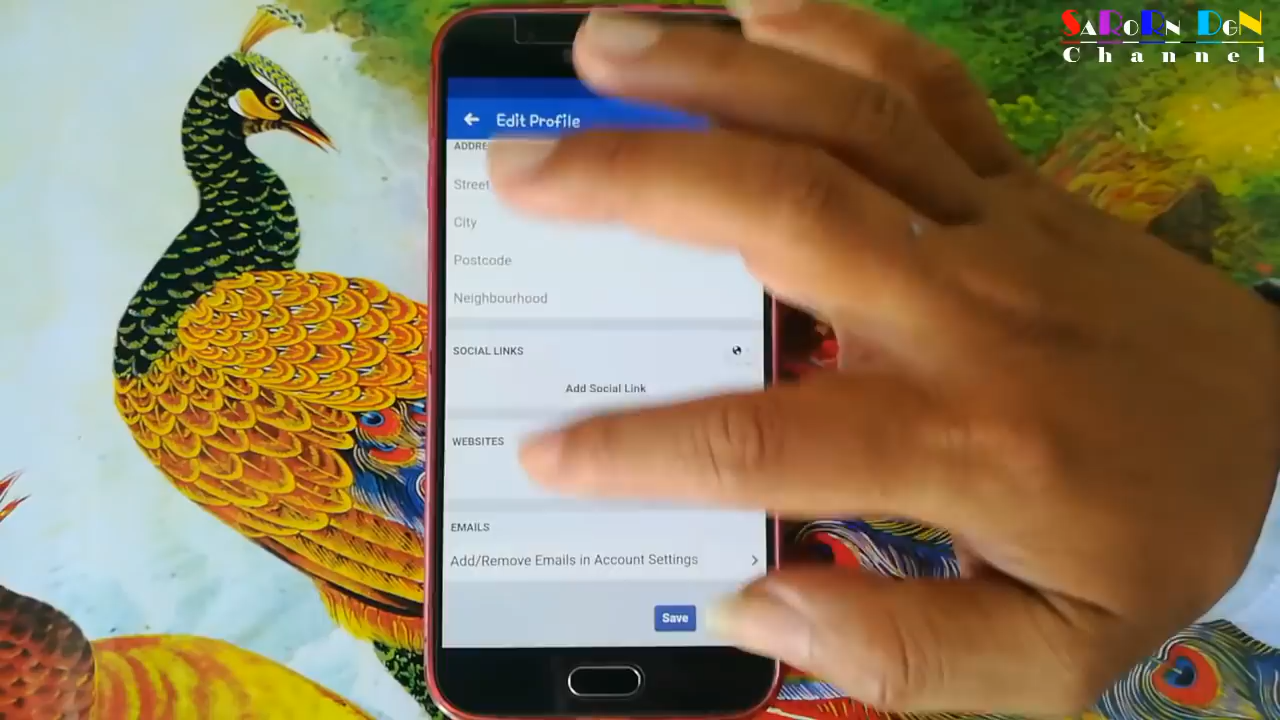 SaRoRn DgN
Channel
Edit Profile
Street
City
Postcode
Neighbourhood
SOCIAL LINKS
Add Social Link
WEBSITES
EMAILS
Add/Remove Emails in Account Settings
Save